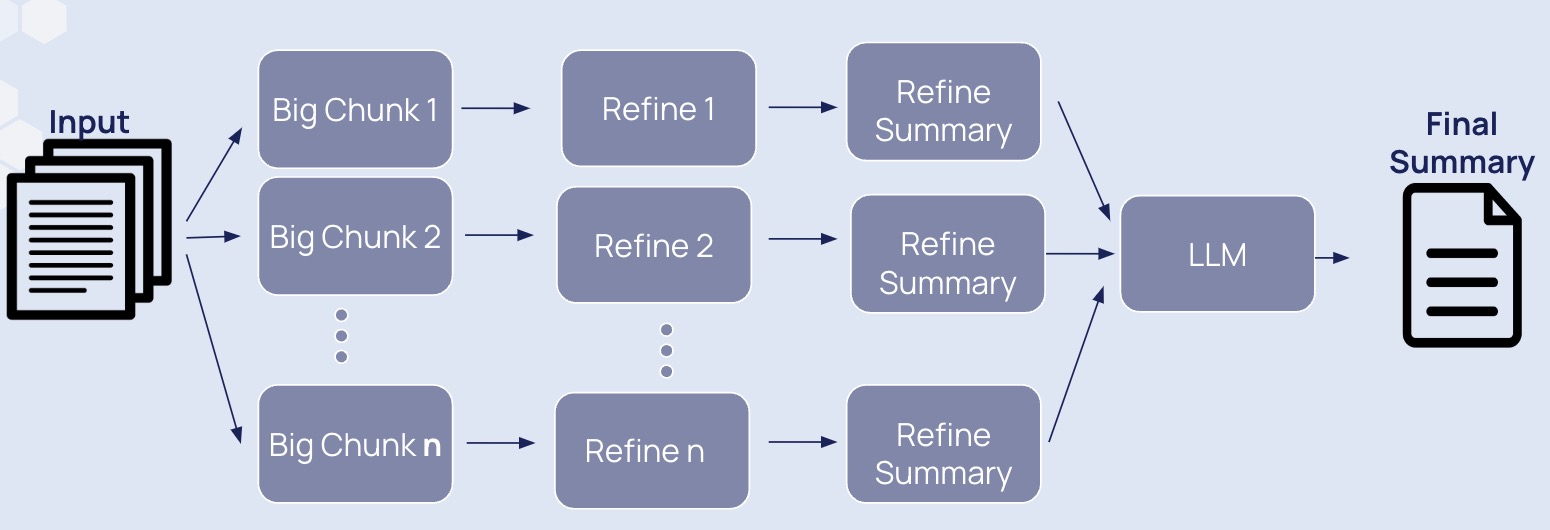 Input
Big Chunk 1
Refine 1
Refine
Summary
Big Chunk 2
Refine 2
Refine
Summary
Big Chunk n
Refine n
Refine
Summary
LLM
Final
Summary